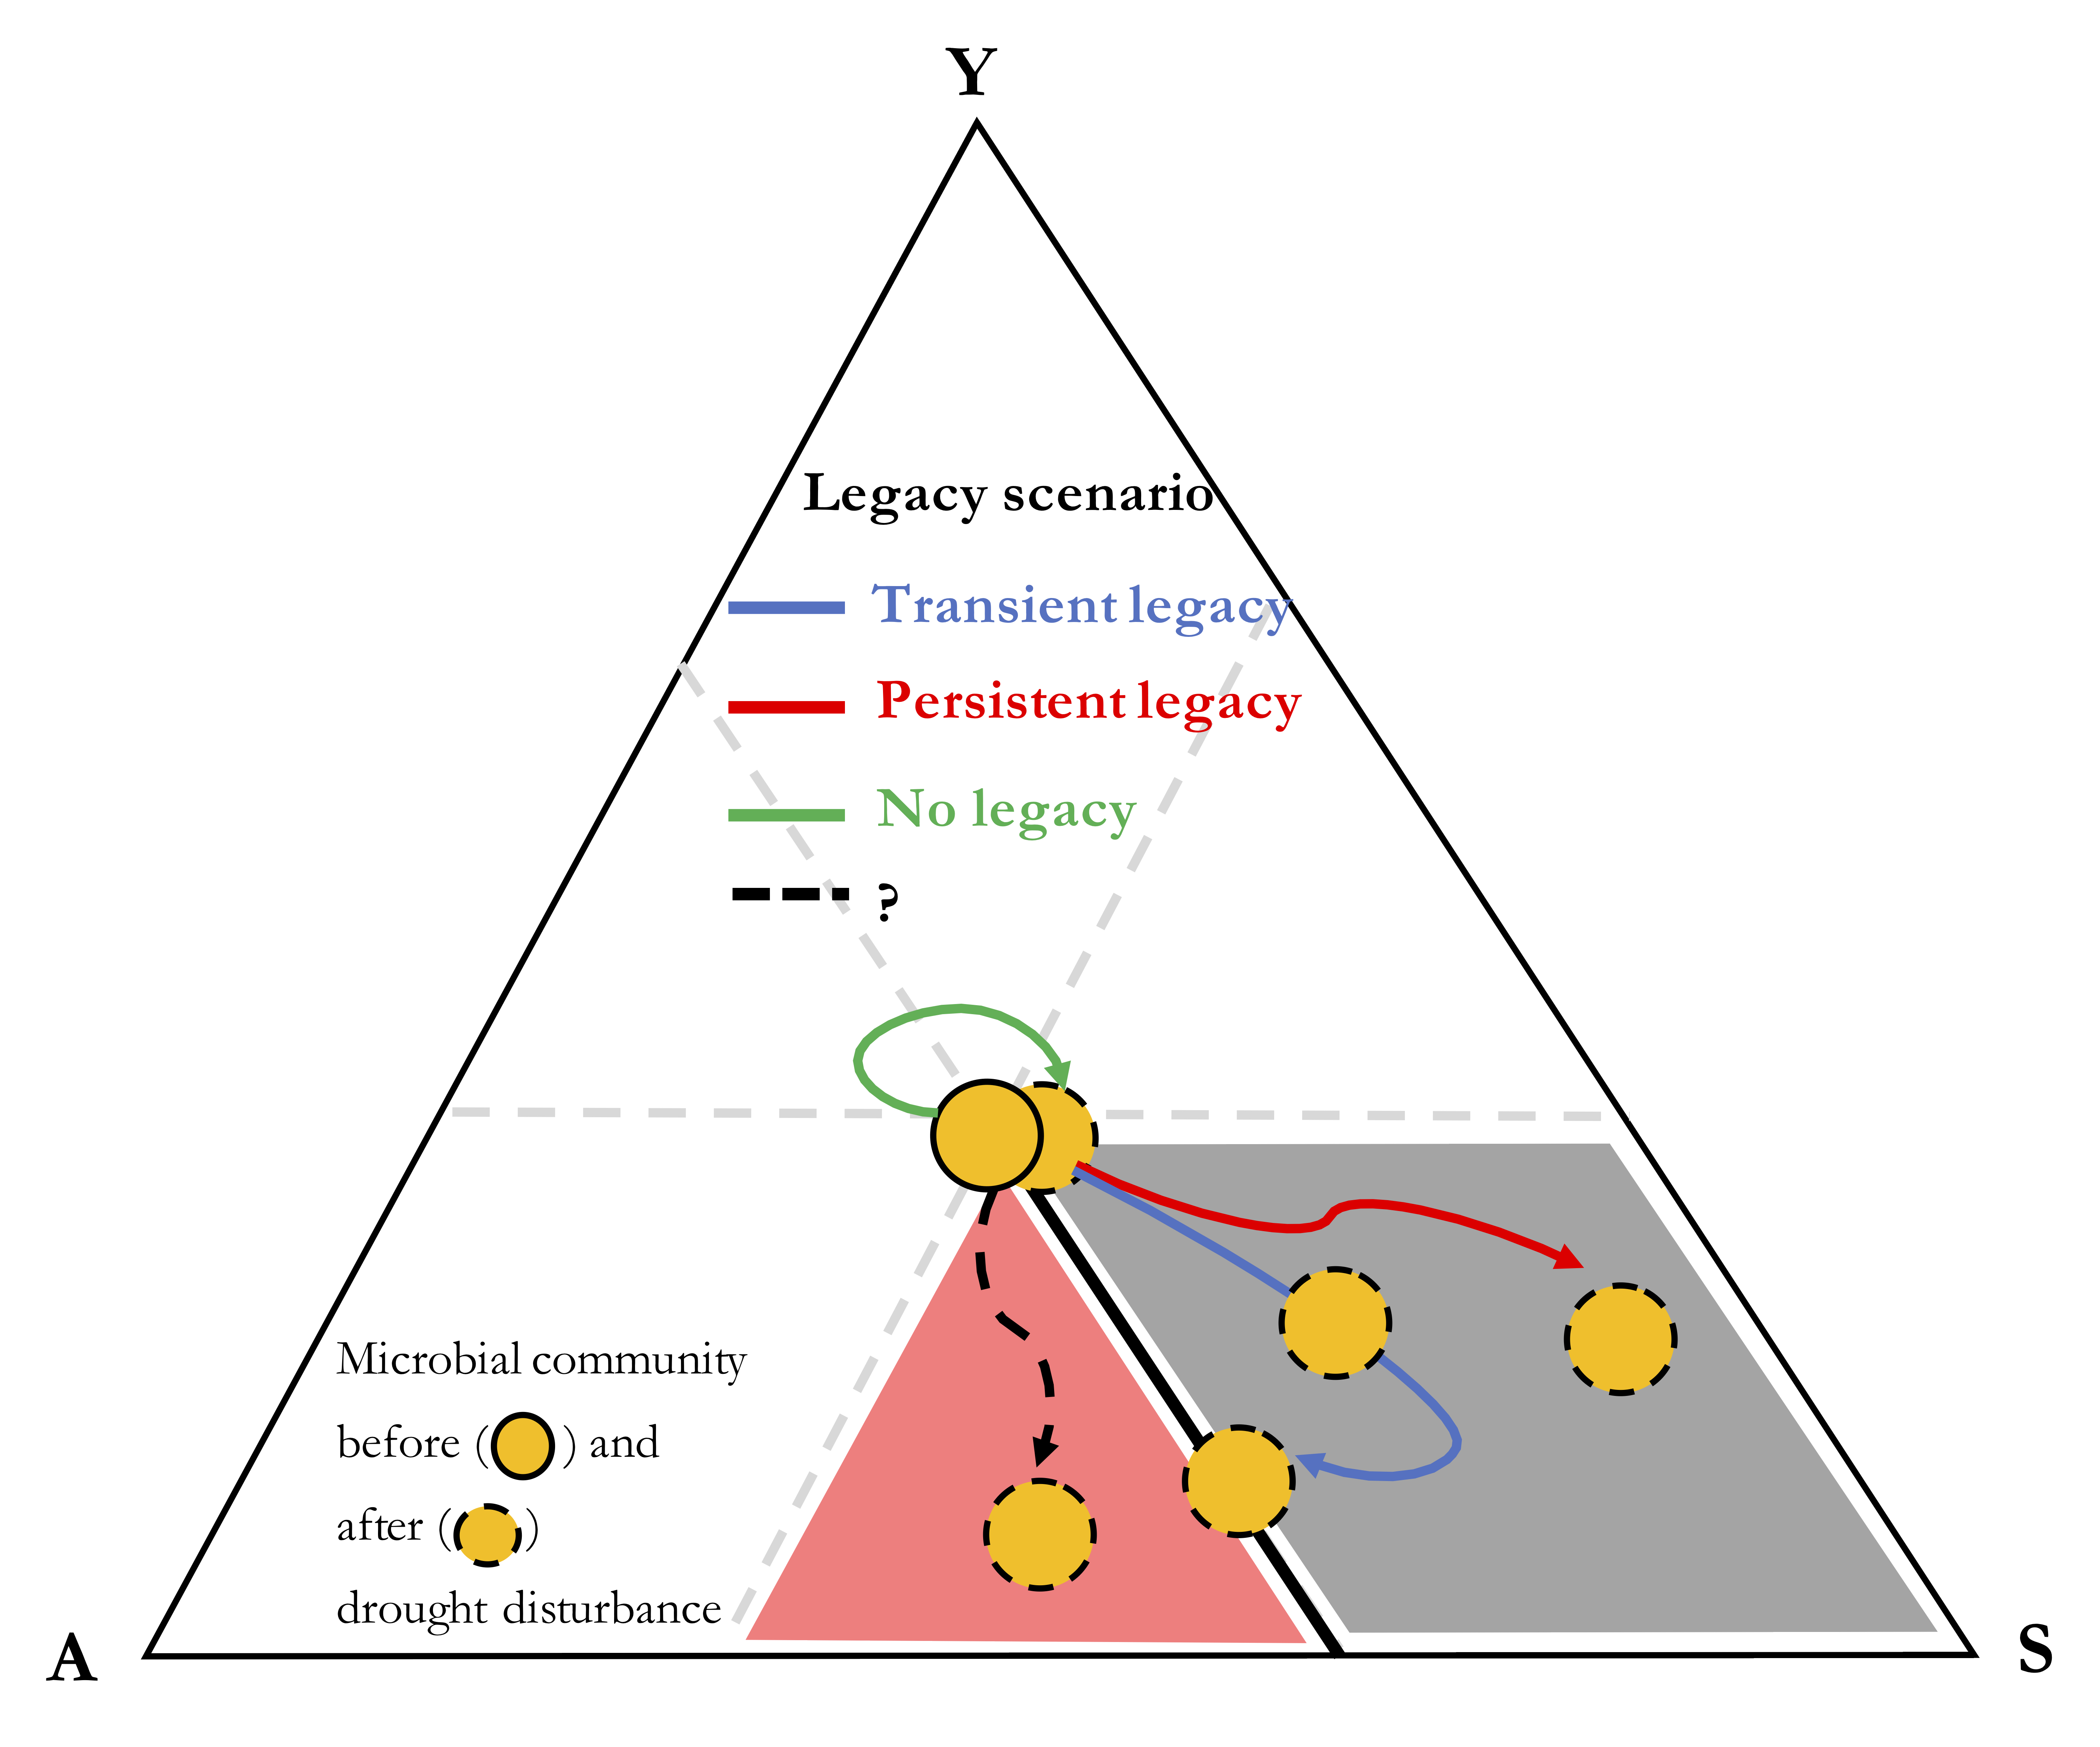 Y
Legacy scenario
Transient legacy
Persistent legacy
No legacy
?
Microbial community
before ( ) and
after ( )
drought disturbance
A
S